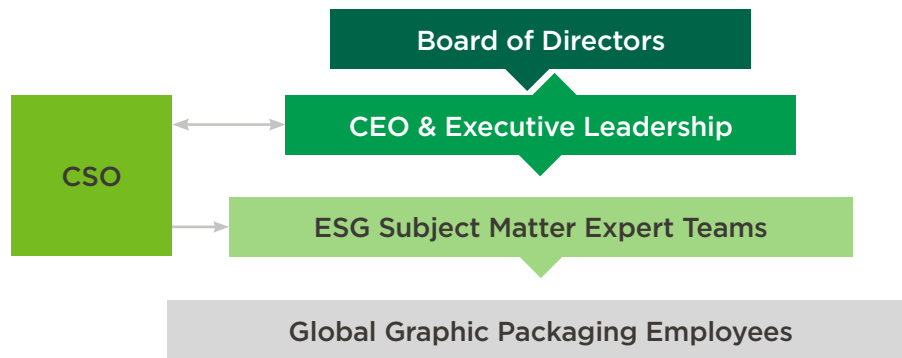 Board of Directors
CEO & Executive Leadership
CSO
ESG Subject Matter Expert Teams
Global Graphic Packaging Employees